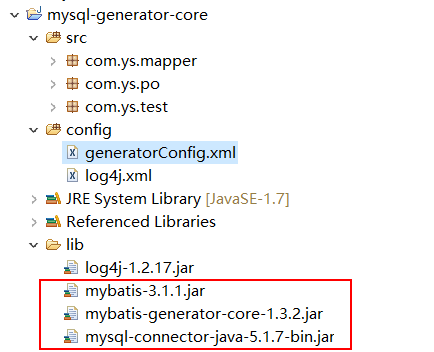 mysql-generator-core
src
com.ys.mapper
com.ys.po
com.ys.test
config
generatorConfig.xml
log4j.xml
JRE System Library [JavaSE-1.7]
Referenced Libraries
lib
log4j-1.2.17.jar
mybatis-3.1.1.jar
mybatis-generator-core-1.3.2.jar
mysql-connector-java-5.1.7-bin.jar